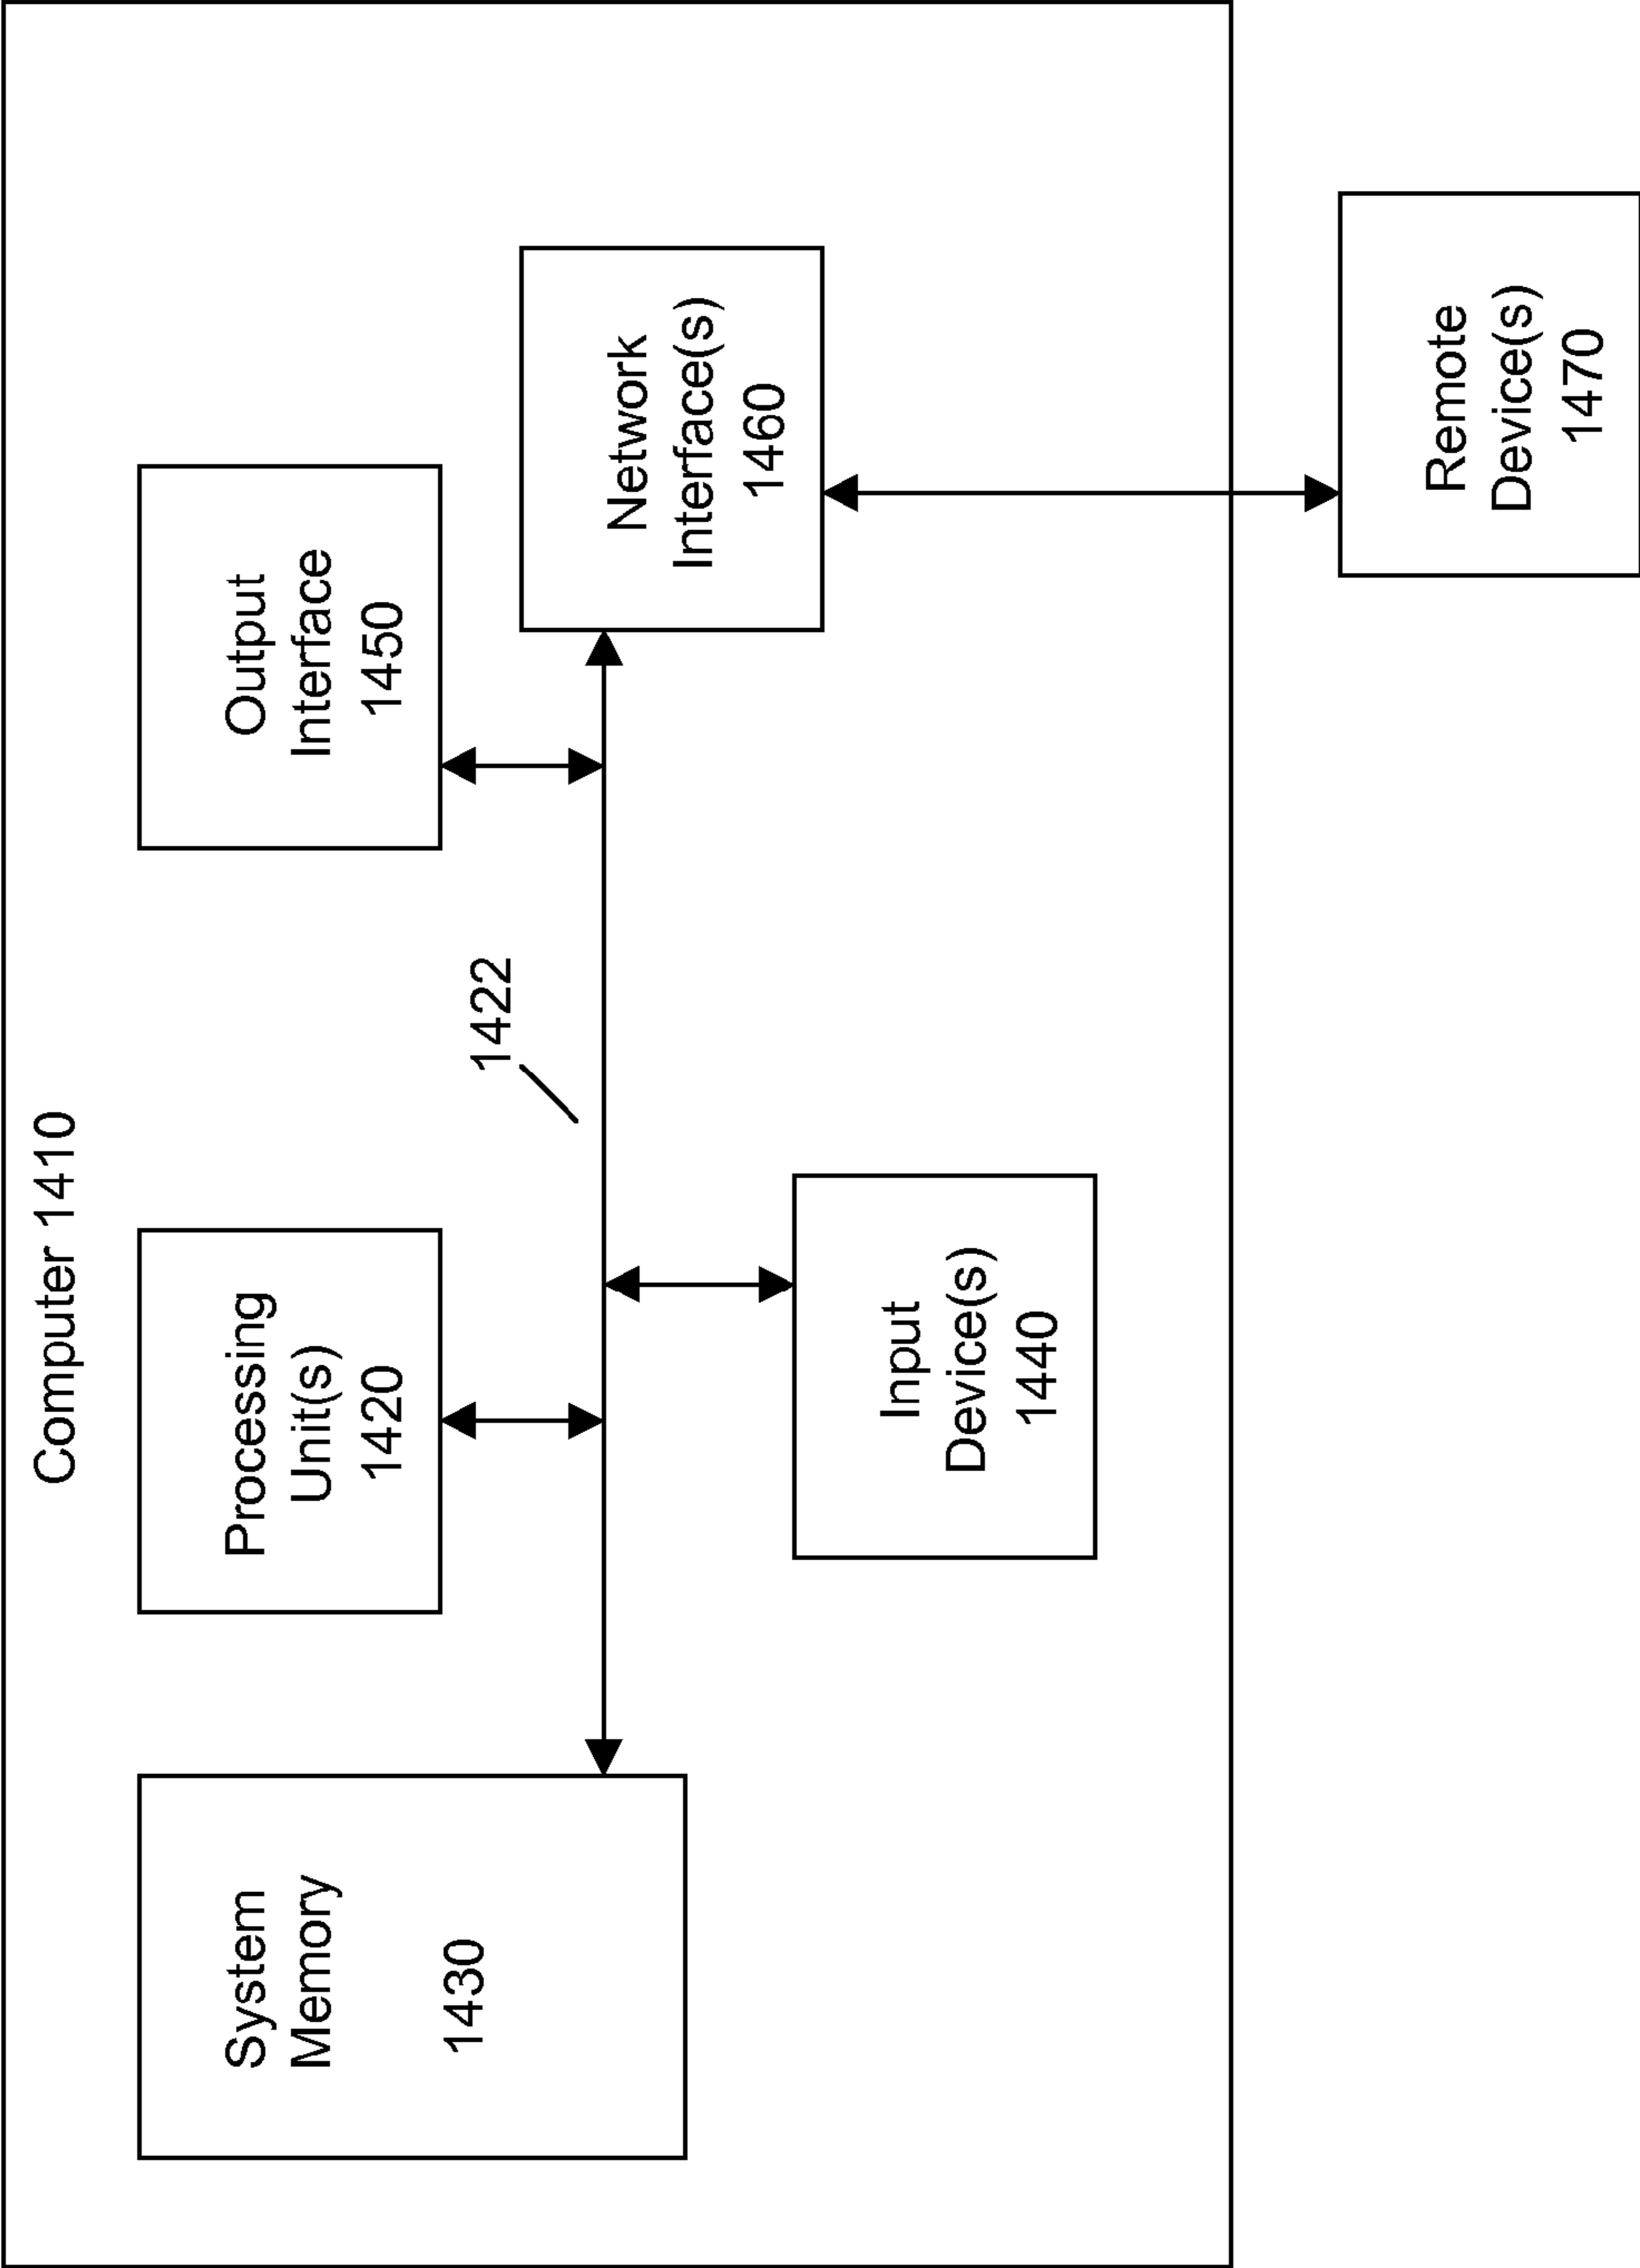 Computer 1410
System
Memory
1430
Processing
Unit(s)
1420
Output
Interface
1450
1422
Network
Interface(s)
1460
Input
Device(s)
1440
Remote
Device(s)
1470